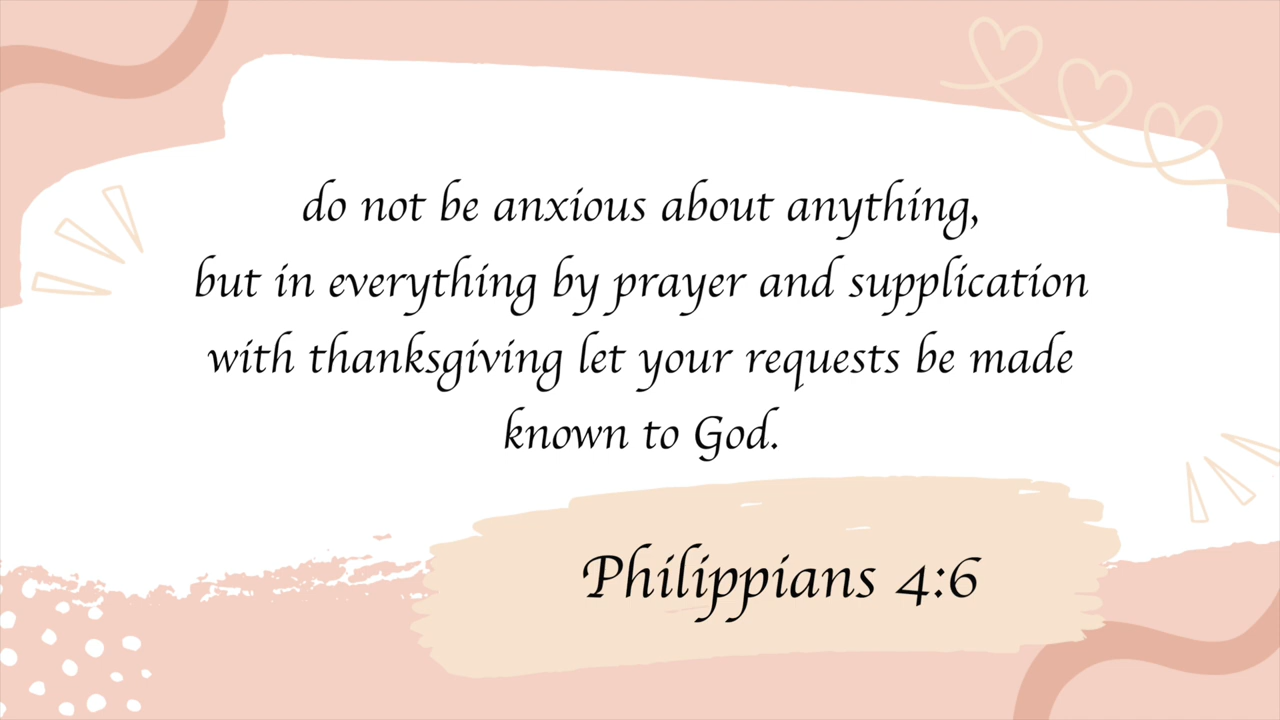 do not be anxious about anything,
but in everything by prayer and supplication
with thanksgiving let your requests be made
known to God.
Philippians 4:6